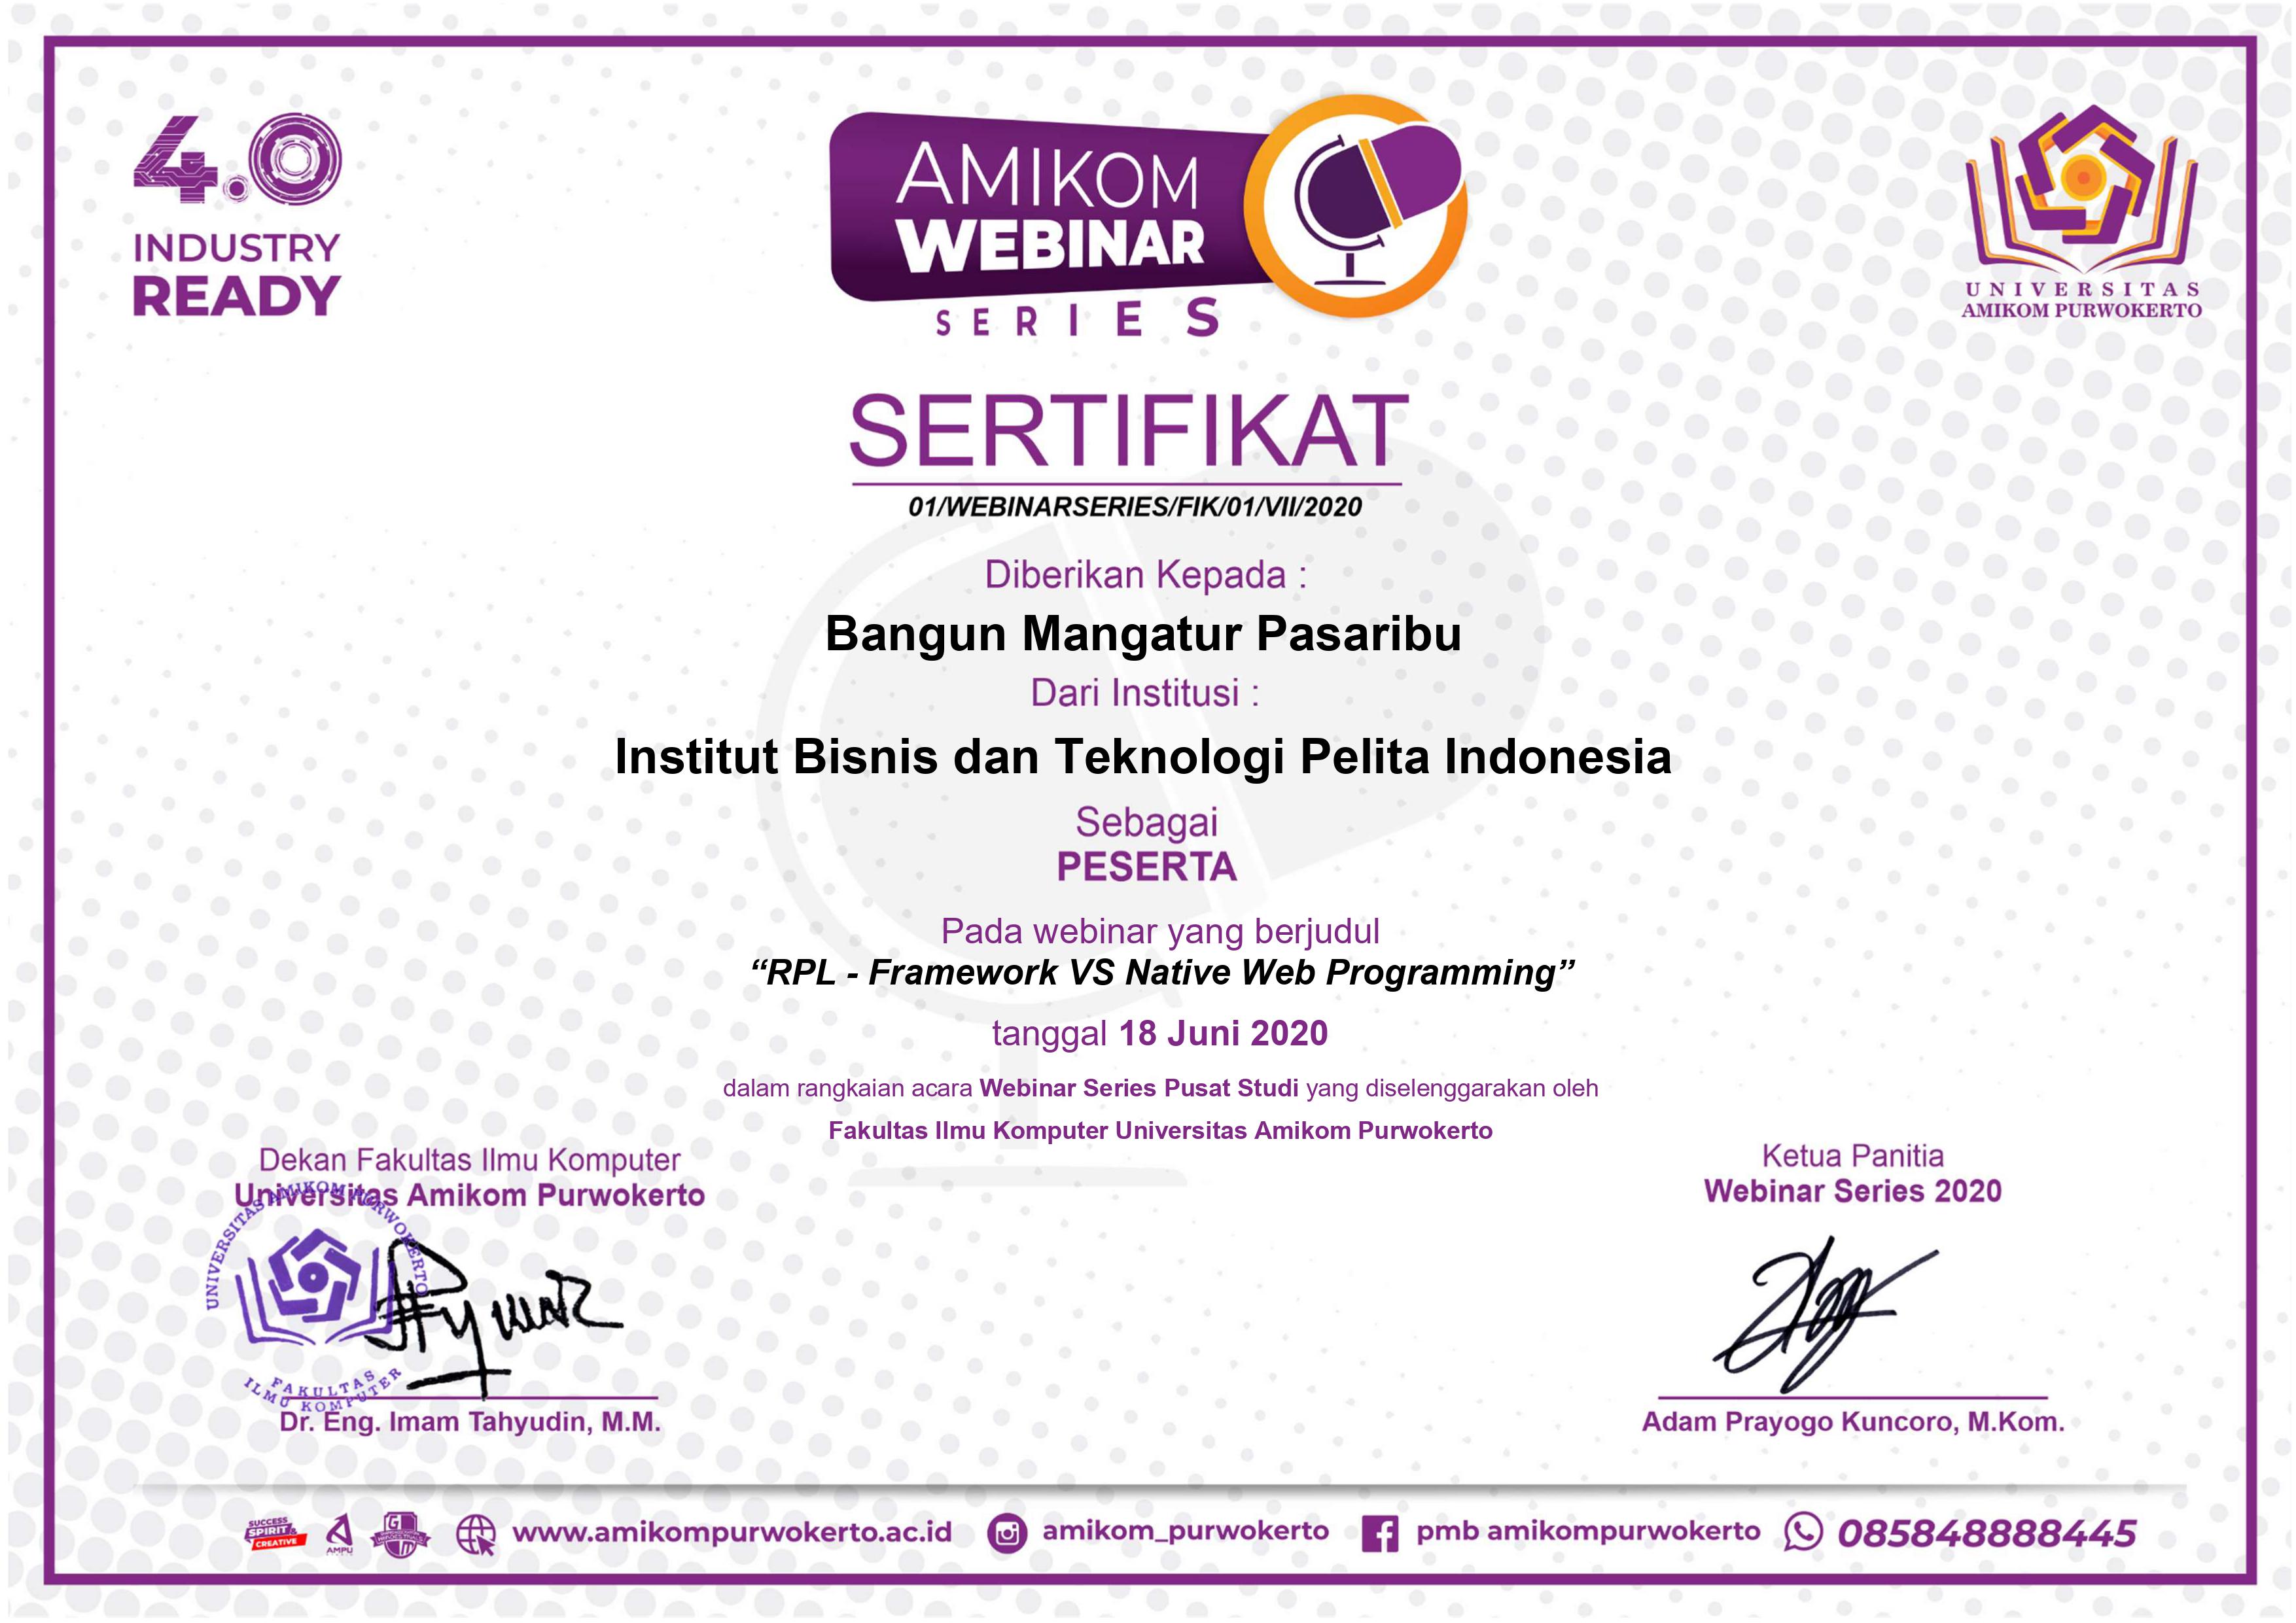 4.0
INDUSTRY
READY
AMIKOM
WEBINAR
SERIES
UNIVERSITAS
AMIKOM PURWOKERTO
SERTIFIKAT
01/WEBINARSERIES/FIK/01/VII/2020
Diberikan Kepada :
Bangun Mangatur Pasaribu
Dari Institusi :
Institut Bisnis dan Teknologi Pelita Indonesia
Sebagai
PESERTA
Pada webinar yang berjudul
“RPL - Framework VS Native Web Programming”
tanggal 18 Juni 2020
dalam rangkaian acara Webinar Series Pusat Studi yang diselenggarakan oleh
Fakultas Ilmu Komputer Universitas Amikom Purwokerto
Dekan Fakultas Ilmu Komputer
Universitas Amikom Purwokerto
UNIVERSITAS AMIKOM PURWOKERTO
FAKULTAS
ILMU KOMPUTER
Dr. Eng. Imam Tahyudin, M.M.
Ketua Panitia
Webinar Series 2020
Adam Prayogo Kuncoro, M.Kom.
SUCCESS
SPIRIT &
CREATIVE
AMPU
www.amikompurwokerto.ac.id
amikom_purwokerto
pmb amikompurwokerto
085848888445